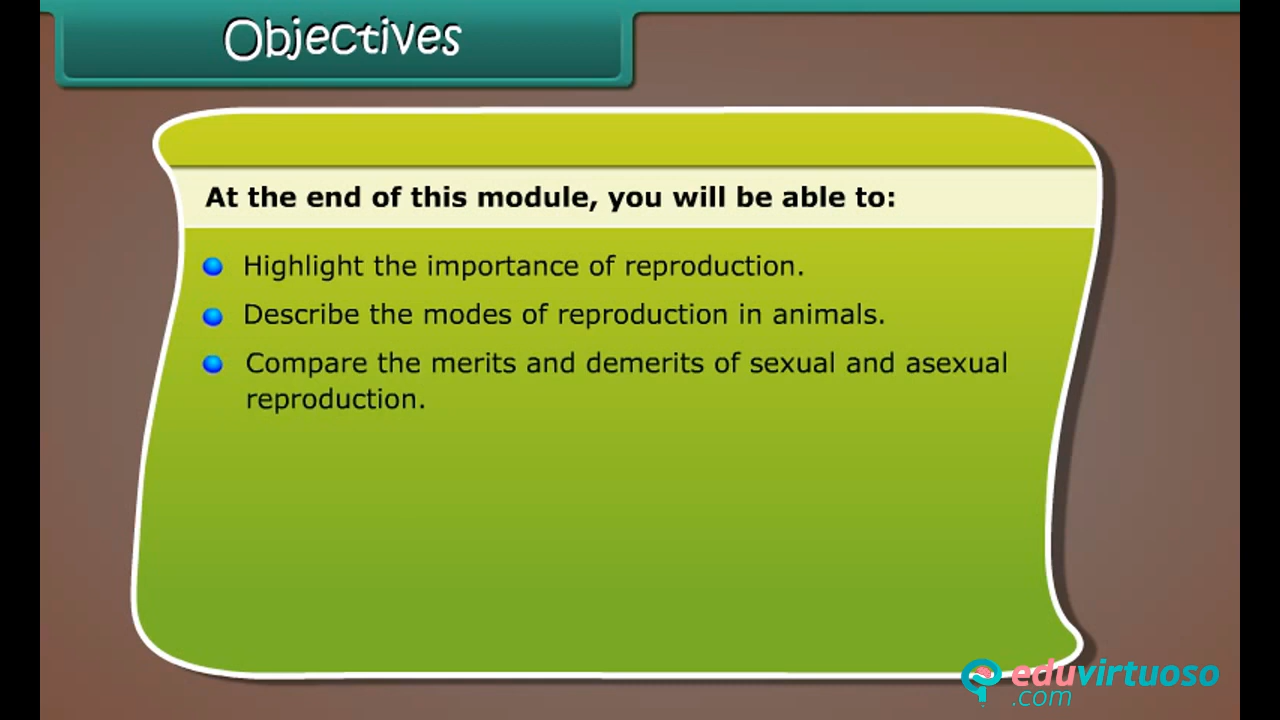 Objectives
At the end of this module, you will be able to:
Highlight the importance of reproduction.
Describe the modes of reproduction in animals.
Compare the merits and demerits of sexual and asexual
reproduction.
eduvirtuoso
.com